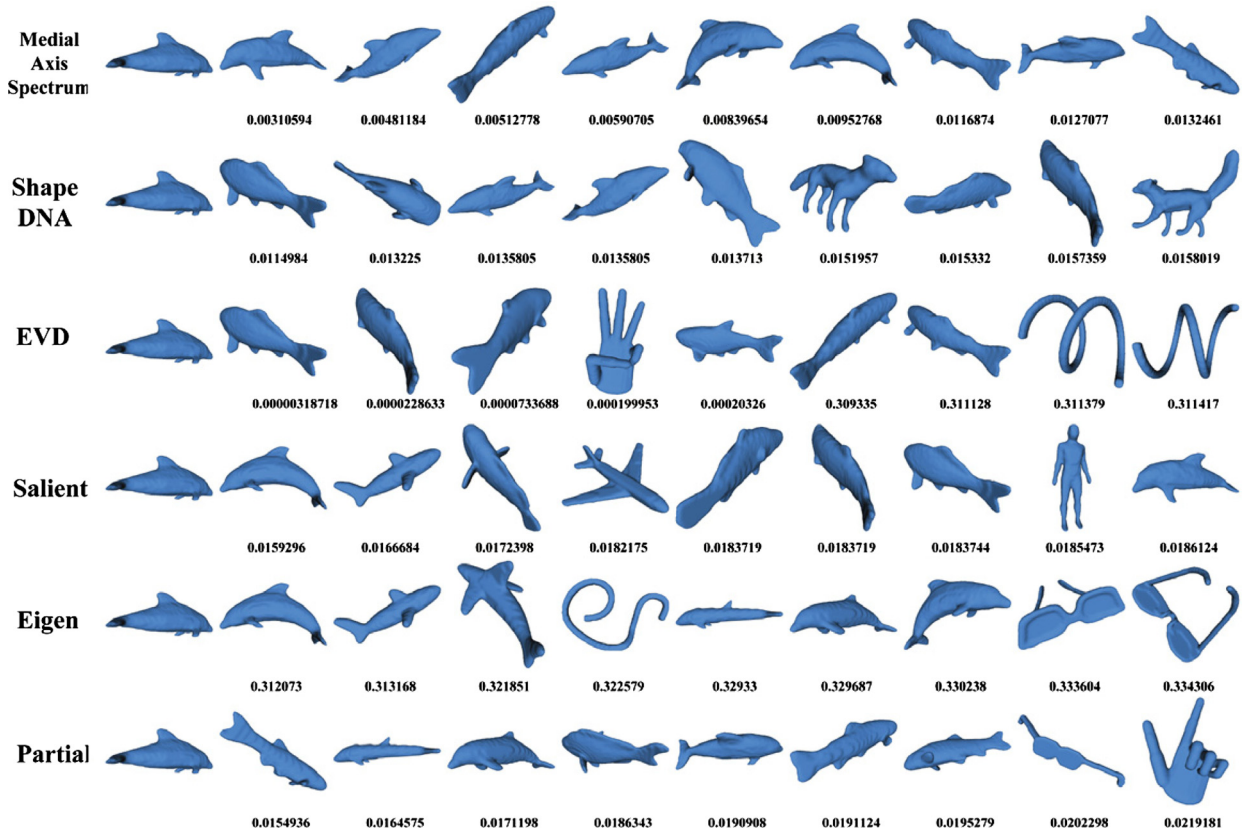 Medial
Axis
Spectrum
0.00310594 0.00481184 0.00512778 0.00590705 0.00839654 0.00952768 0.0116874 0.0127077 0.0132461
Shape
DNA
0.0114984 0.013225 0.0135805 0.0135805 0.013713 0.0151957 0.015332 0.0157359 0.0158019
EVD
0.00000318718 0.0000228633 0.0000733688 0.000199953 0.00020326 0.309335 0.311128 0.311379 0.311417
Salient
0.0159296 0.0166684 0.0172398 0.0182175 0.0183719 0.0183719 0.0183744 0.0185473 0.0186124
Eigen
0.312073 0.313168 0.321851 0.322579 0.32933 0.329687 0.330238 0.333604 0.334306
Partial
0.0154936 0.0164575 0.0171198 0.0186343 0.0190908 0.0191124 0.0195279 0.0202298 0.0219181